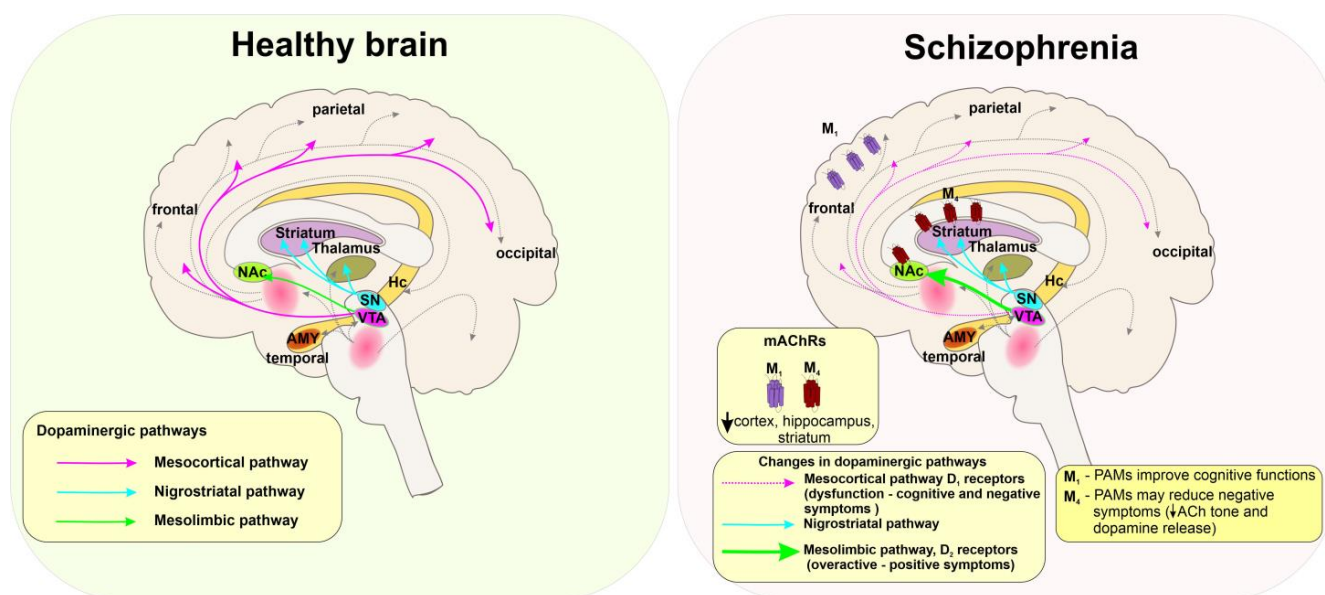 Healthy brain
parietal
frontal
Striatum
Thalamus
NAc
Hc
SN
VTA
AMY
temporal
occipital
Dopaminergic pathways
Mesocortical pathway
Nigrostriatal pathway
Mesolimbic pathway
Schizophrenia
parietal
M₁
frontal
M₄
Striatum
Thalamus
NAc
Hc
SN
VTA
AMY
temporal
occipital
mAChRs
M₁ M₄
↓cortex, hippocampus,
striatum
Changes in dopaminergic pathways
Mesocortical pathway D₁ receptors
(dysfunction - cognitive and negative
symptoms )
Nigrostriatal pathway
Mesolimbic pathway, D₂ receptors
(overactive - positive symptoms)
M₁ - PAMs improve cognitive functions
M₄ - PAMs may reduce negative
symptoms (↓ACh tone and
dopamine release)